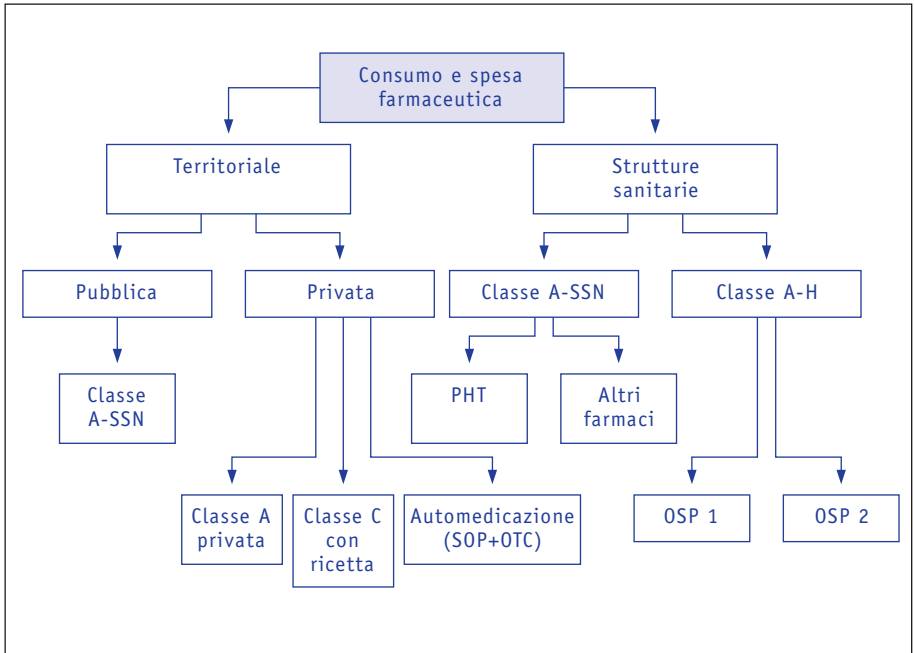 Consumo e spesa
farmaceutica
Territoriale
Strutture
sanitarie
Pubblica
Privata
Classe A-SSN
Classe A-H
Classe
A-SSN
PHT
Altri
farmaci
Classe A
privata
Classe C
con
ricetta
Automedicazione
(SOP+OTC)
OSP 1
OSP 2